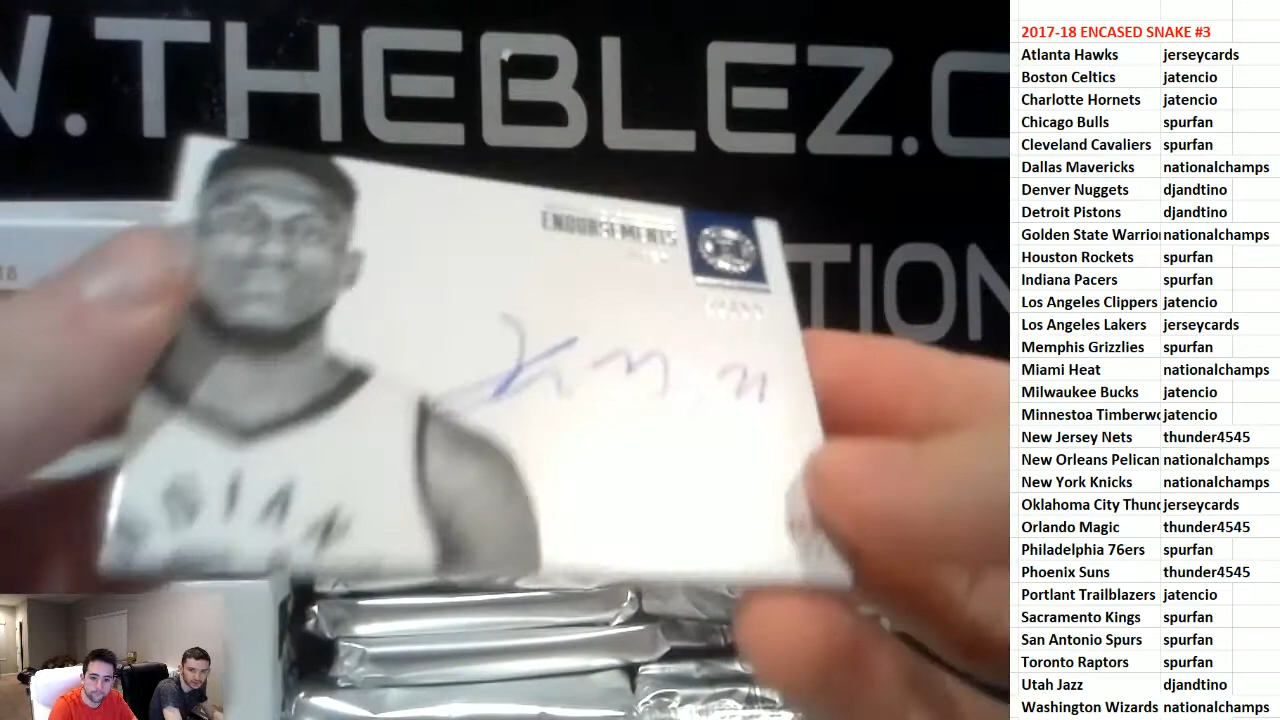 W.THEBLEZ.C
TION
18
ENDORSEMENTS
2017-18 ENCASED SNAKE #3
Atlanta Hawks jerseycards
Boston Celtics jatencio
Charlotte Hornets jatencio
Chicago Bulls spurfan
Cleveland Cavaliers spurfan
Dallas Mavericks nationalchamps
Denver Nuggets djandtino
Detroit Pistons djandtino
Golden State Warrior nationalchamps
Houston Rockets spurfan
Indiana Pacers spurfan
Los Angeles Clippers jatencio
Los Angeles Lakers jerseycards
Memphis Grizzlies spurfan
Miami Heat nationalchamps
Milwaukee Bucks jatencio
Minnestoa Timberwo jatencio
New Jersey Nets thunder4545
New Orleans Pelican nationalchamps
New York Knicks nationalchamps
Oklahoma City Thund jerseycards
Orlando Magic thunder4545
Philadelphia 76ers spurfan
Phoenix Suns thunder4545
Portlant Trailblazers jatencio
Sacramento Kings spurfan
San Antonio Spurs spurfan
Toronto Raptors spurfan
Utah Jazz djandtino
Washington Wizards nationalchamps